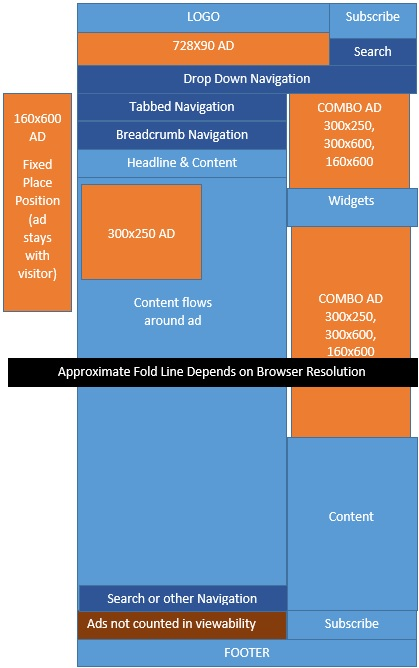 LOGO
Subscribe
728X90 AD
Search
Drop Down Navigation
160x600
AD
Fixed
Place
Position
(ad
stays
with
visitor)
Tabbed Navigation
Breadcrumb Navigation
Headline & Content
COMBO AD
300x250,
300x600,
160x600
Widgets
300x250 AD
Content flows
around ad
COMBO AD
300x250,
300x600,
160x600
Approximate Fold Line Depends on Browser Resolution
Content
Search or other Navigation
Ads not counted in viewability
Subscribe
FOOTER